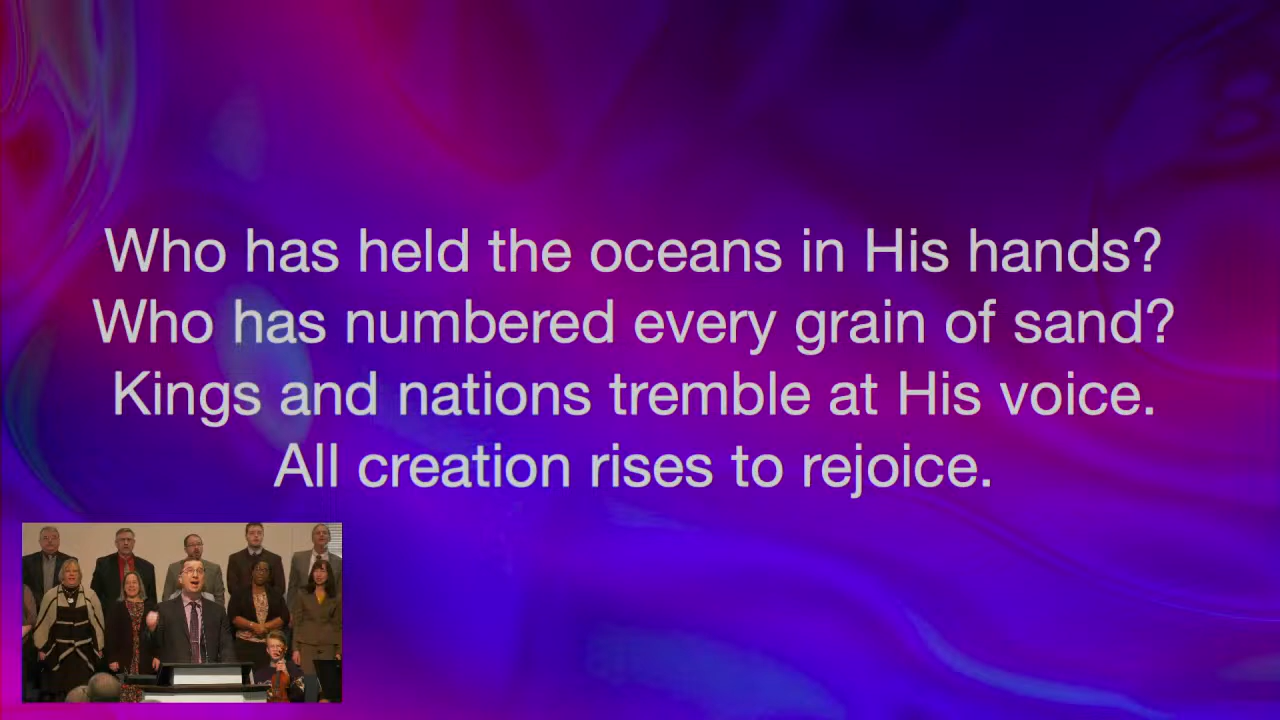 Who has held the oceans in His hands?
Who has numbered every grain of sand?
Kings and nations tremble at His voice.
All creation rises to rejoice.